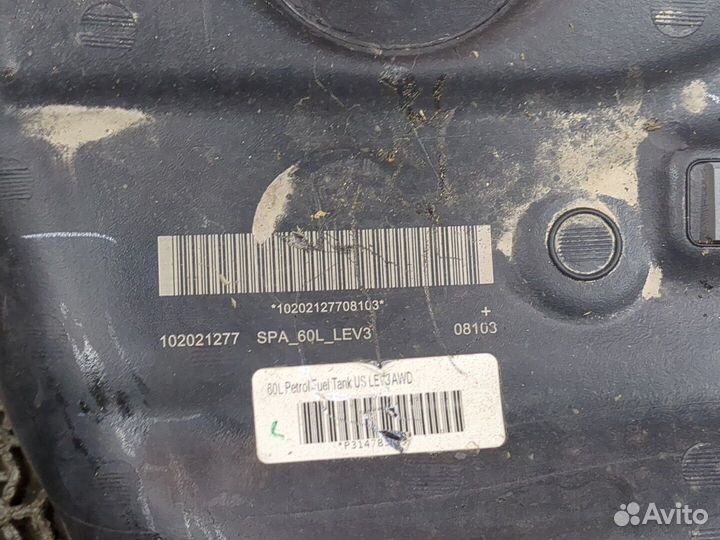 *10202127708103*
+
102021277 SPA_60L_LEV3 08103
60L Petrol Fuel Tank US LEV3 AWD
Avito